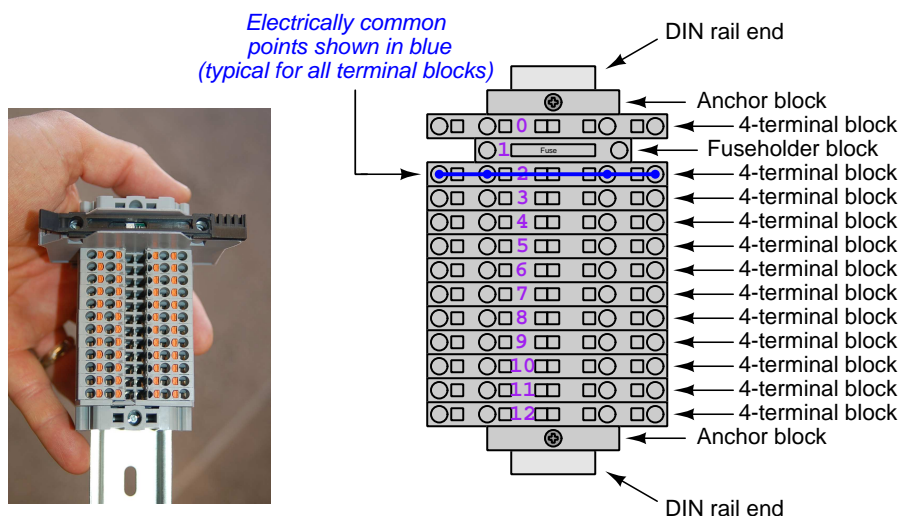 Electrically common
points shown in blue
(typical for all terminal blocks)
DIN rail end
Anchor block
0
4-terminal block
1
Fuse
Fuseholder block
2
4-terminal block
3
4-terminal block
4
4-terminal block
5
4-terminal block
6
4-terminal block
7
4-terminal block
8
4-terminal block
9
4-terminal block
10
4-terminal block
11
4-terminal block
12
4-terminal block
Anchor block
DIN rail end